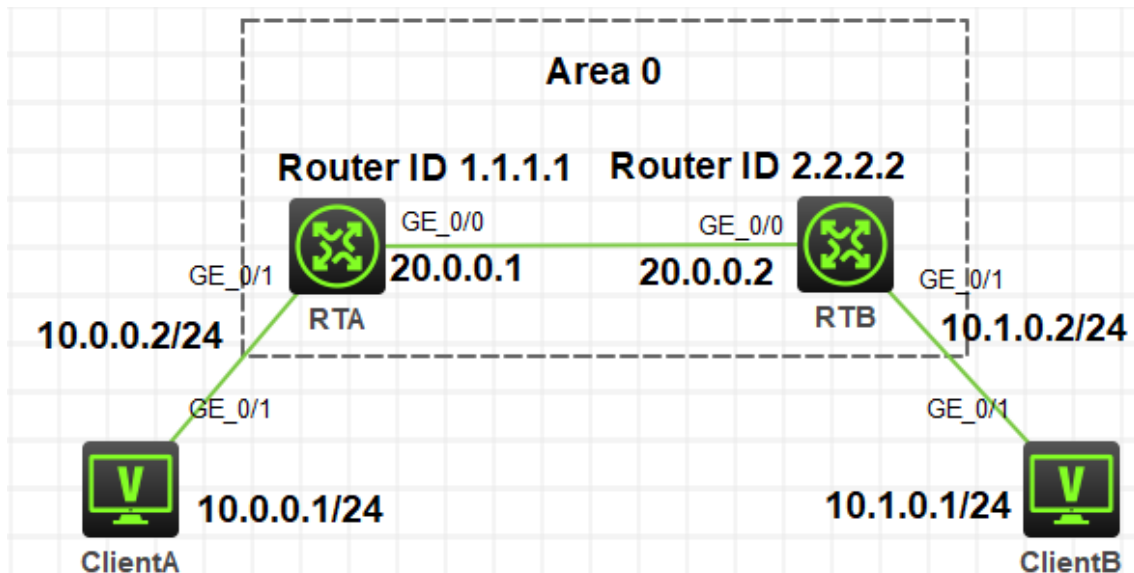 Area 0
Router ID 1.1.1.1
Router ID 2.2.2.2
GE_0/0
GE_0/0
20.0.0.1
20.0.0.2
GE_0/1
GE_0/1
RTA
RTB
10.0.0.2/24
10.1.0.2/24
GE_0/1
GE_0/1
V
V
10.0.0.1/24
10.1.0.1/24
ClientA
ClientB